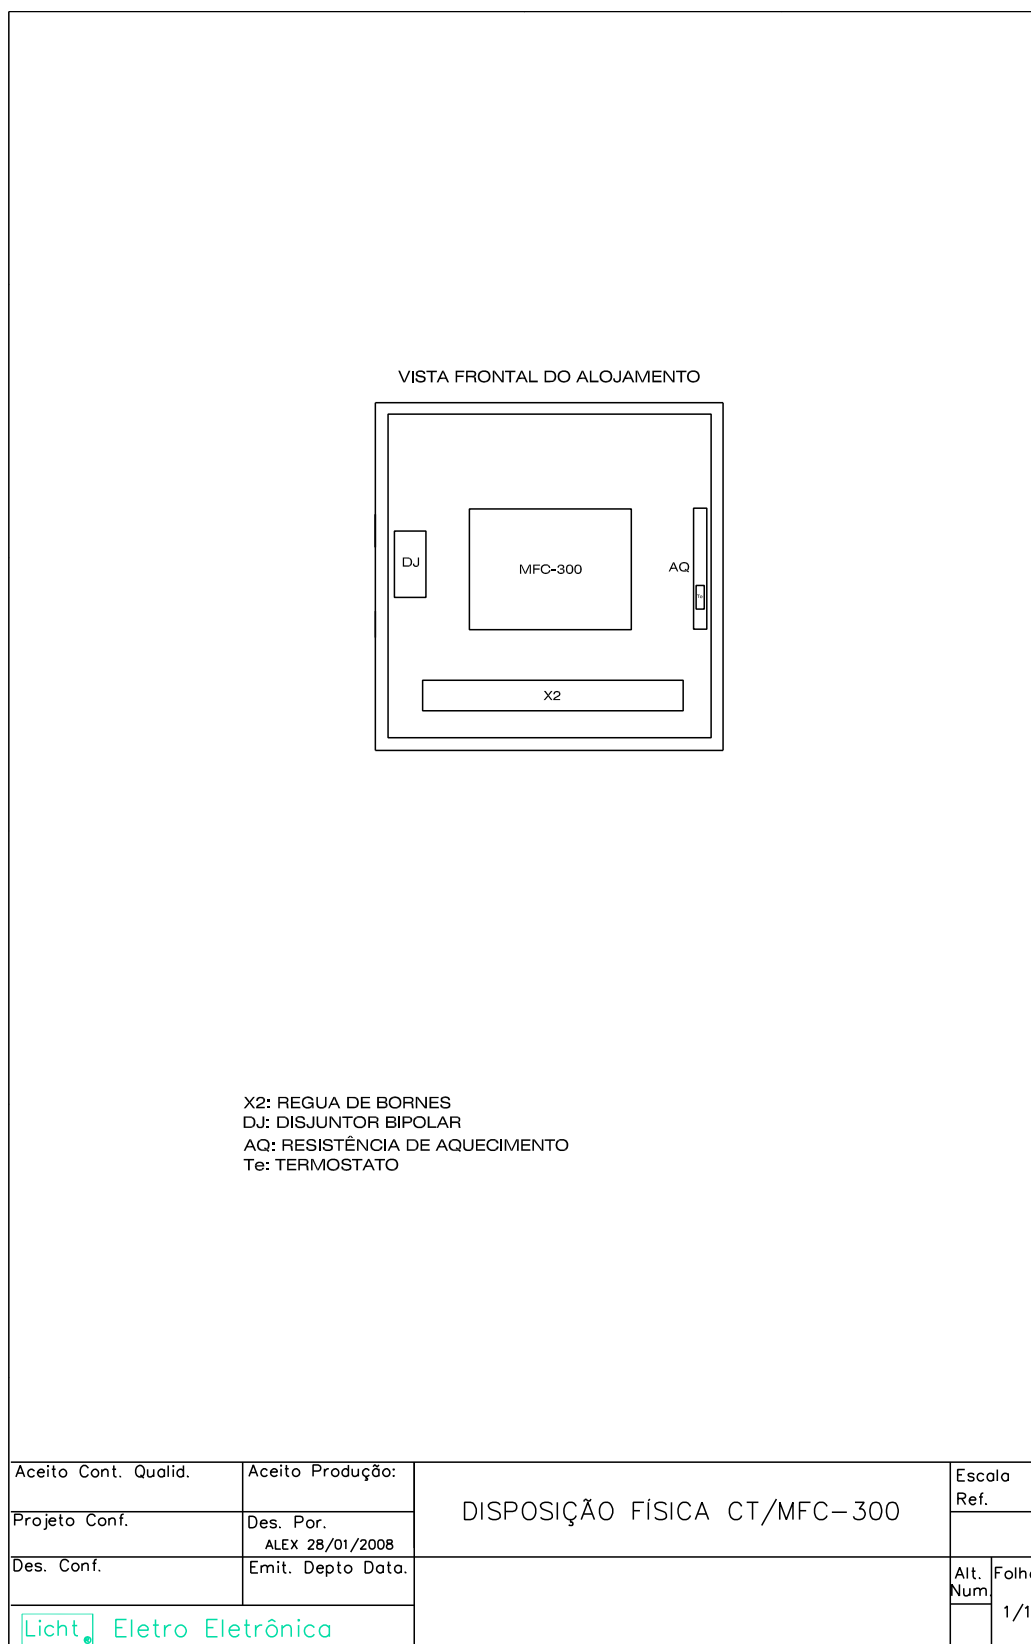 VISTA FRONTAL DO ALOJAMENTO
DJ
MFC-300
AQ
Te
X2
X2: REGUA DE BORNES
DJ: DISJUNTOR BIPOLAR
AQ: RESISTÊNCIA DE AQUECIMENTO
Te: TERMOSTATO
Aceito Cont. Qualid.
Aceito Produção:
DISPOSIÇÃO FÍSICA CT/MFC-300
Escala
Ref.
Projeto Conf.
Des. Por.
ALEX 28/01/2008
Des. Conf.
Emit. Depto Data.
Alt.
Num.
Folha
1/1
Licht Eletro Eletrônica